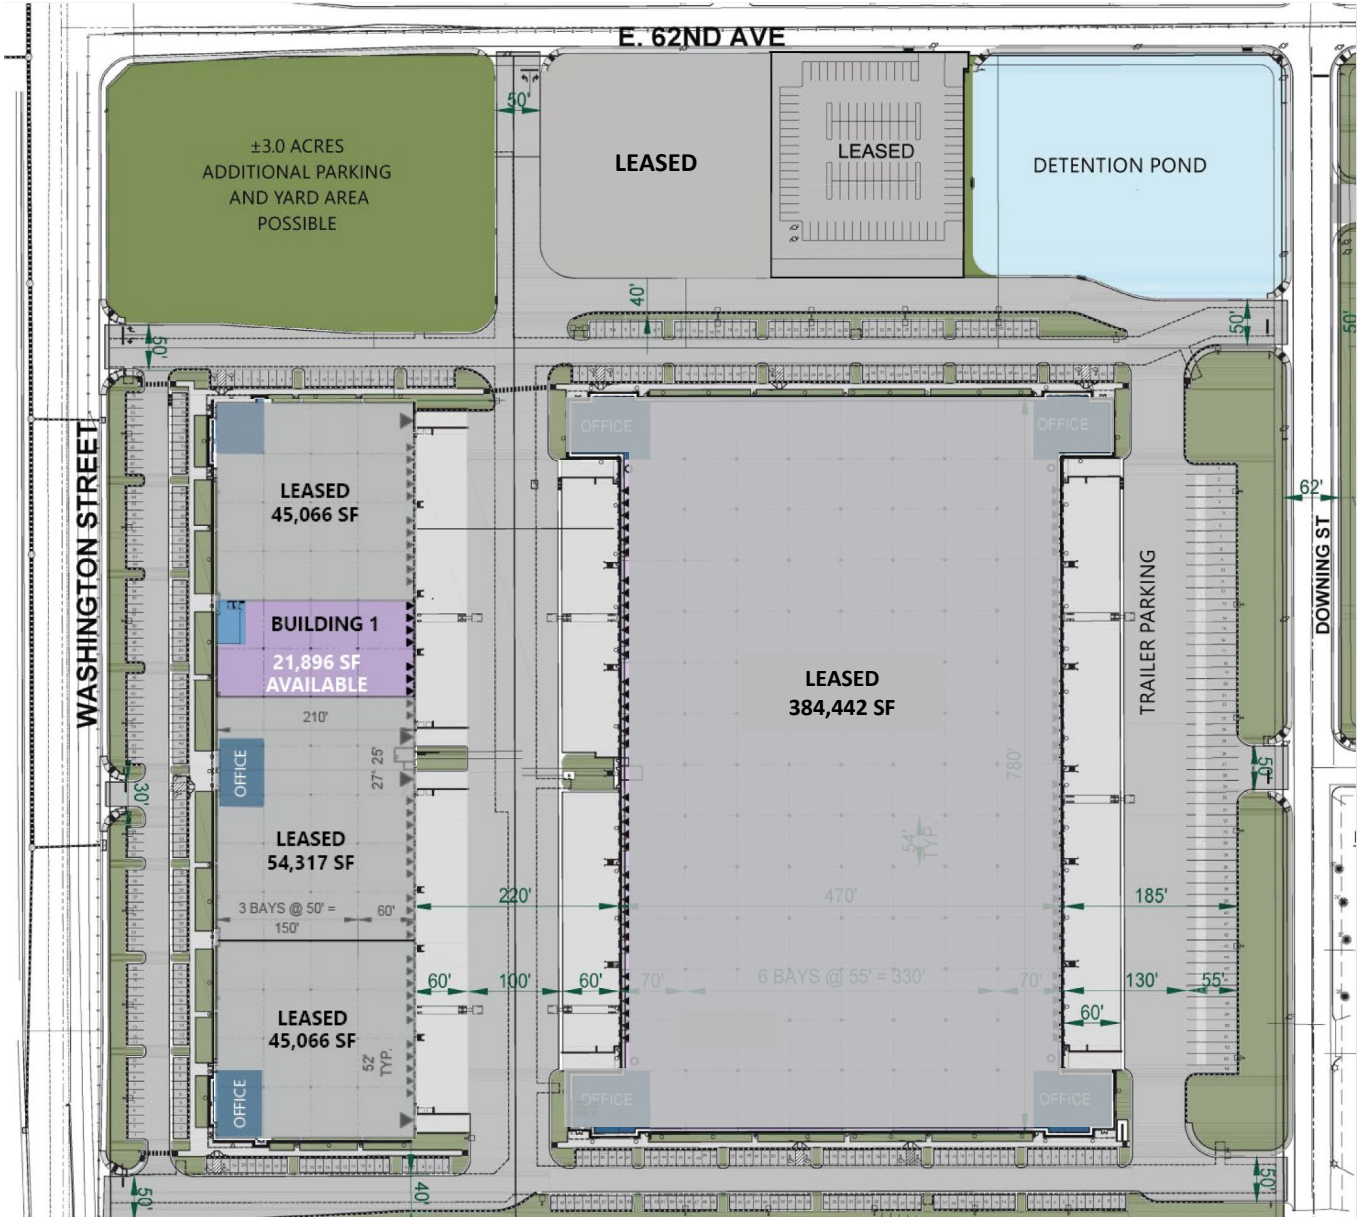 E. 62ND AVE
50'
±3.0 ACRES
ADDITIONAL PARKING
AND YARD AREA
POSSIBLE
LEASED
LEASED
DETENTION POND
40'
50'
50'
50'
50'
WASHINGTON STREET
OFFICE
OFFICE
LEASED
45,066 SF
62'
DOWNING ST
TRAILER PARKING
BUILDING 1
21,896 SF
AVAILABLE
LEASED
384,442 SF
210'
OFFICE
27' 25'
780'
50'
30'
LEASED
54,317 SF
54'
TYP.
3 BAYS @ 50' =
150'
60'
220'
470'
185'
60'
100'
60'
70'
6 BAYS @ 55' = 330'
70'
130'
55'
60'
LEASED
45,066 SF
52'
TYP.
OFFICE
OFFICE
OFFICE
50'
40'
50'